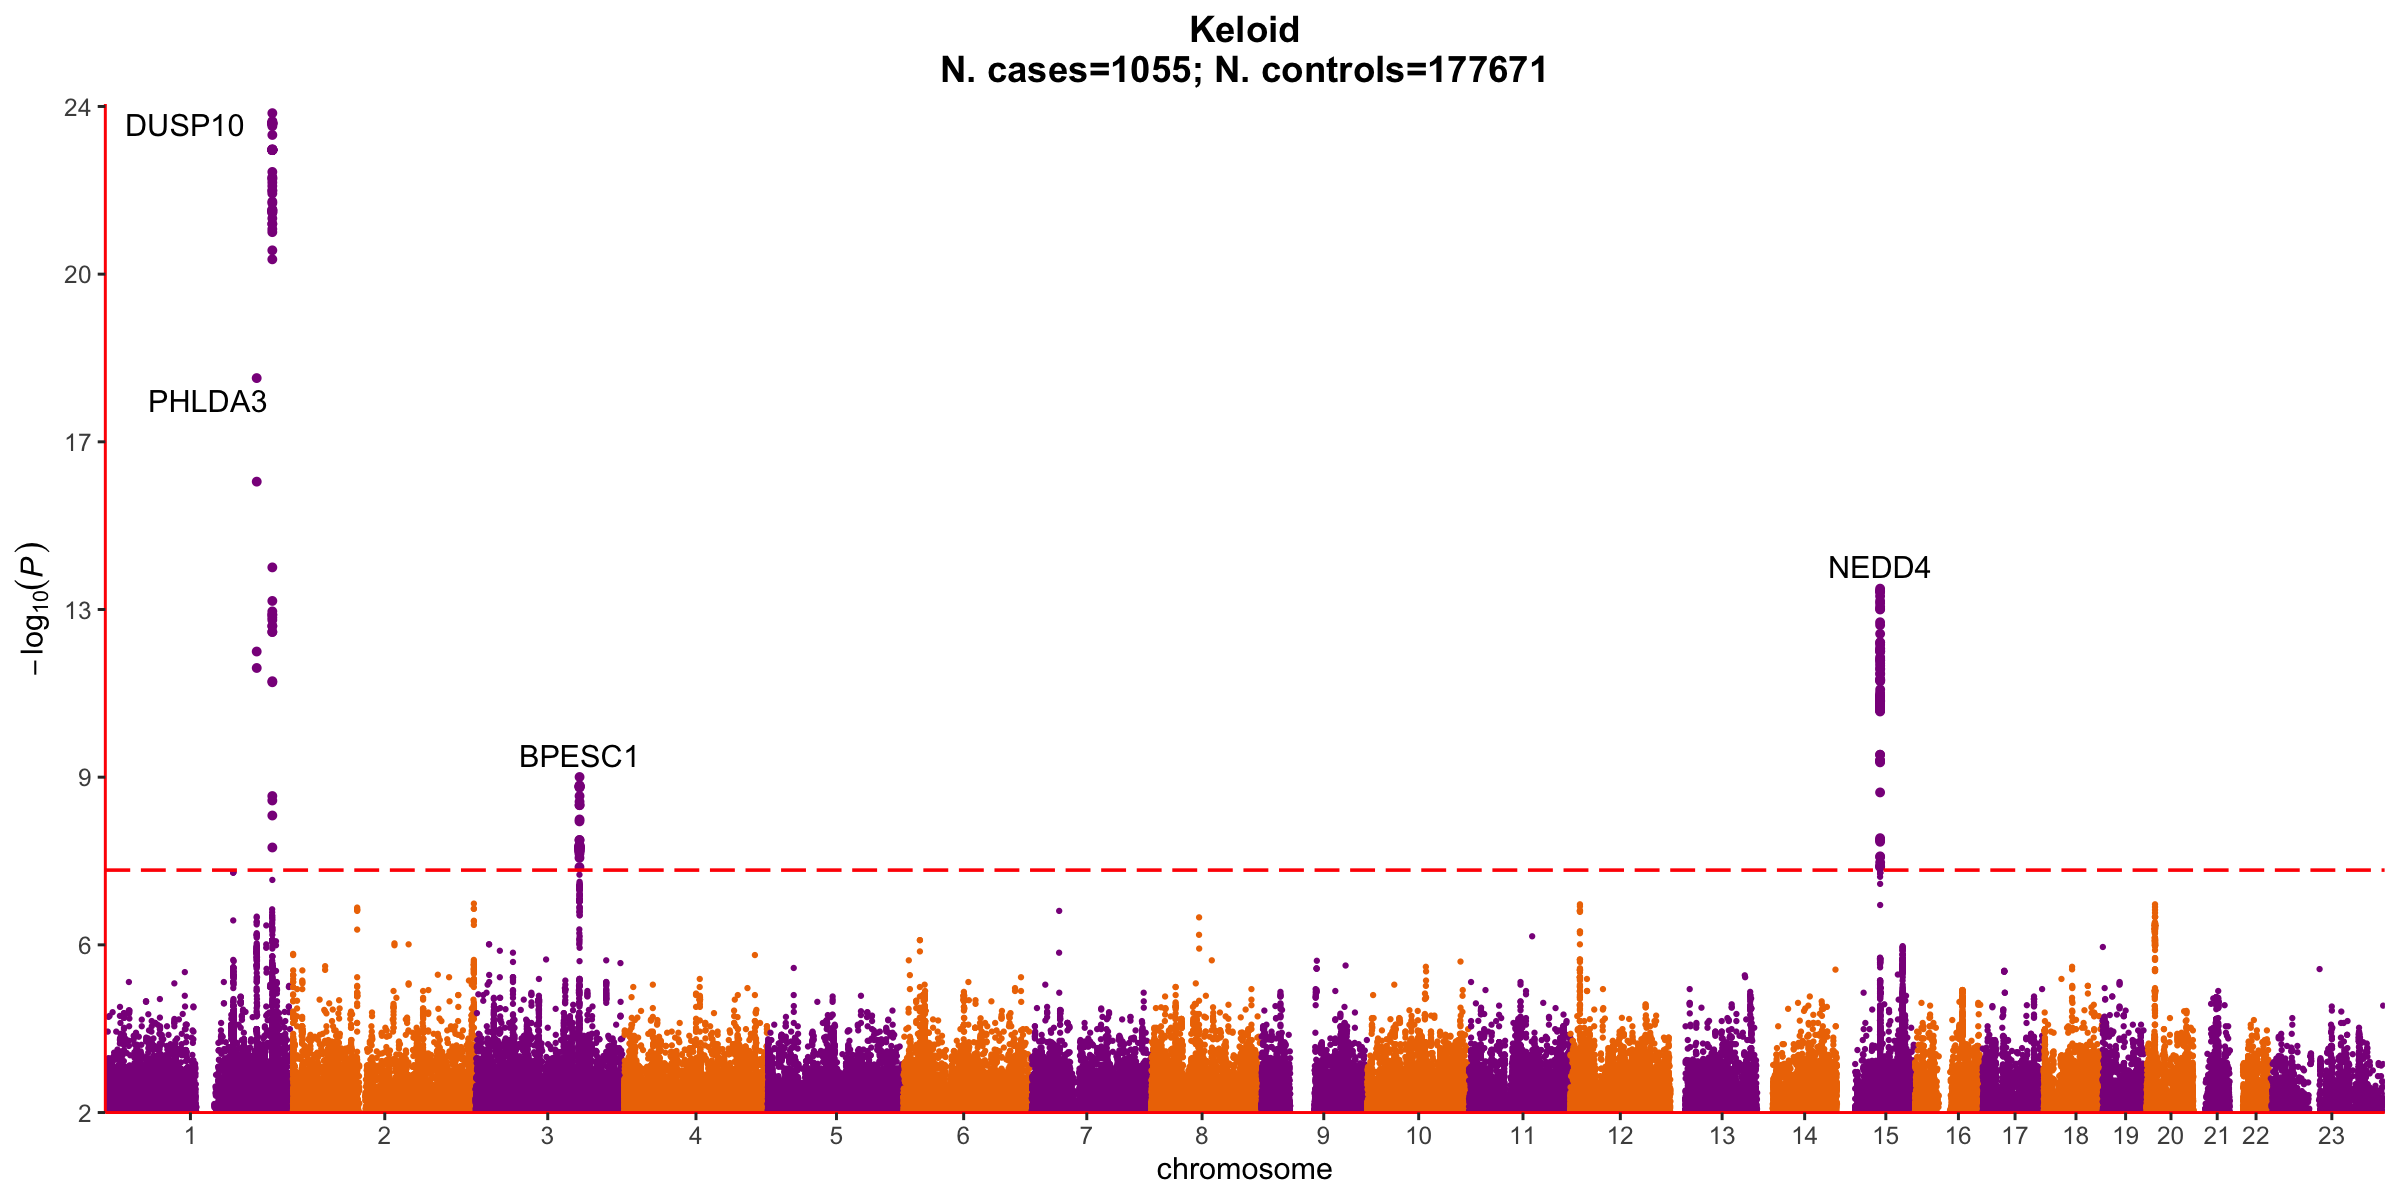 Keloid
N. cases=1055; N. controls=177671
24
DUSP10
20
PHLDA3
17
−log10(P)
NEDD4
13
BPESC1
9
6
2
1 2 3 4 5 6 7 8 9 10 11 12 13 14 15 16 17 18 19 20 21 22 23
chromosome